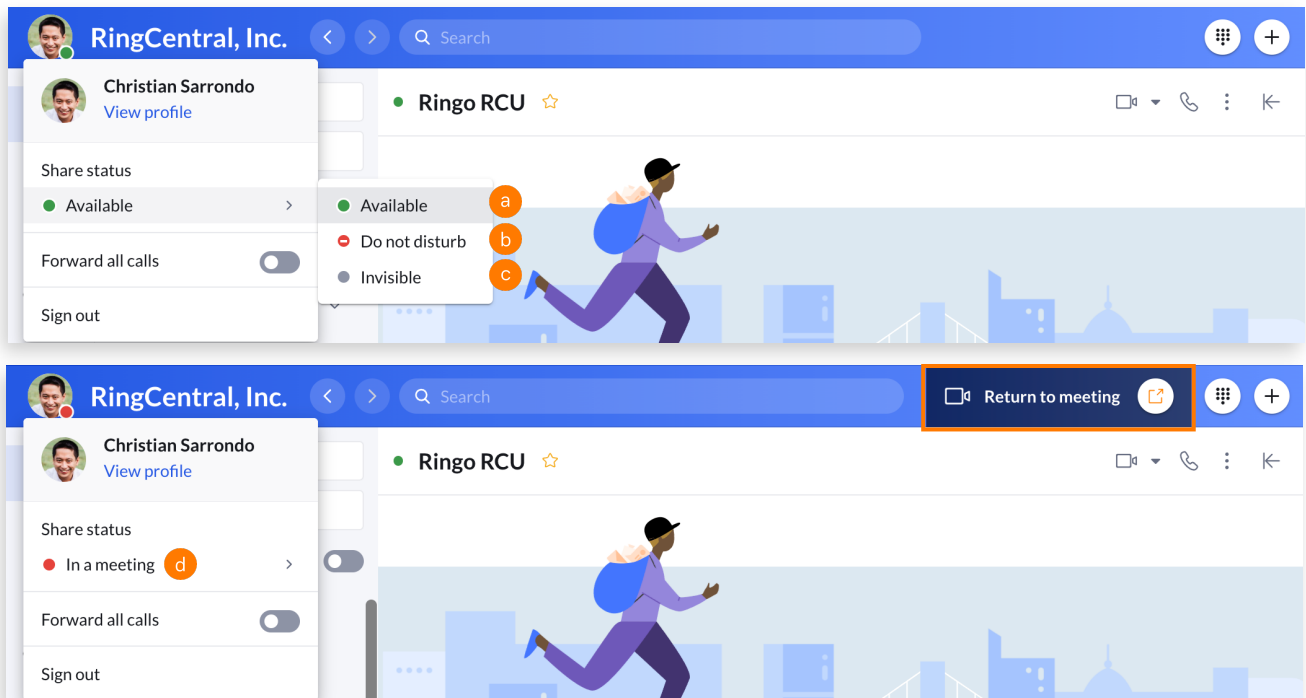 RingCentral, Inc.
Search
Christian Sarrondo
View profile
Ringo RCU
Share status
Available
Available a
Do not disturb b
Invisible c
Forward all calls
Sign out
RingCentral, Inc.
Search
Return to meeting
Christian Sarrondo
View profile
Ringo RCU
Share status
In a meeting d
Forward all calls
Sign out